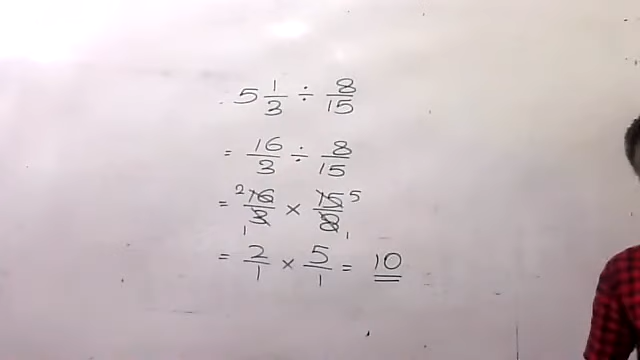 5 1/3 ÷ 8/15
= 16/3 ÷ 8/15
= 2 16/3 1 × 15/8 5 1
= 2/1 × 5/1 = 10